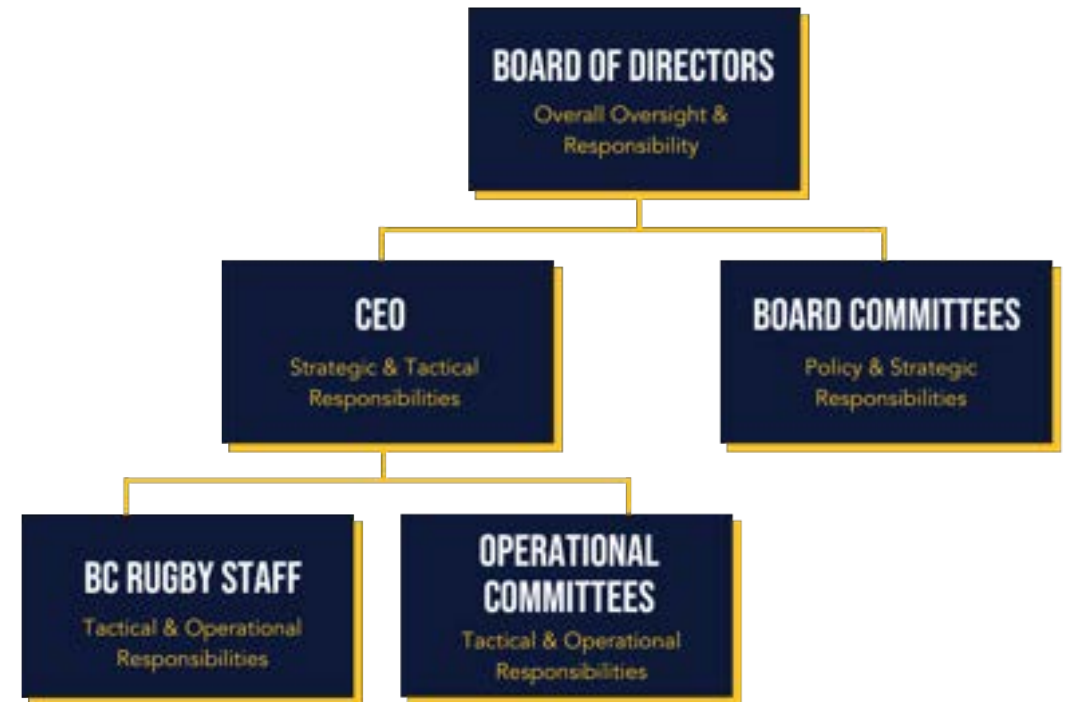 BOARD OF DIRECTORS
Overall Oversight &
Responsibility
CEO
Strategic & Tactical
Responsibilities
BOARD COMMITTEES
Policy & Strategic
Responsibilities
BC RUGBY STAFF
Tactical & Operational
Responsibilities
OPERATIONAL
COMMITTEES
Tactical & Operational
Responsibilities